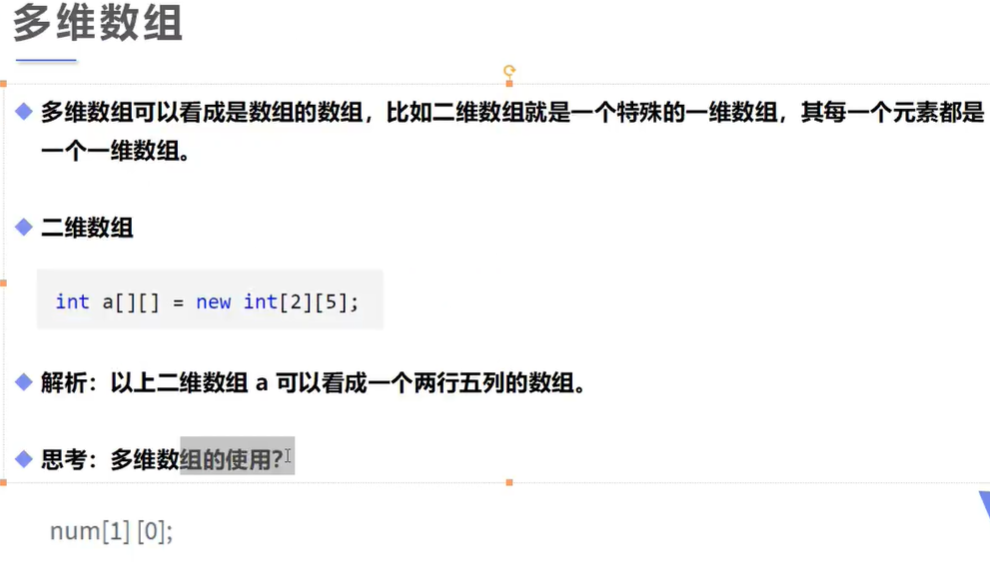 多维数组
多维数组可以看成是数组的数组，比如二维数组就是一个特殊的一维数组，其每一个元素都是
一个一维数组。
二维数组
int a[][] = new int[2][5];
解析：以上二维数组 a 可以看成一个两行五列的数组。
思考：多维数组的使用?
num[1] [0];